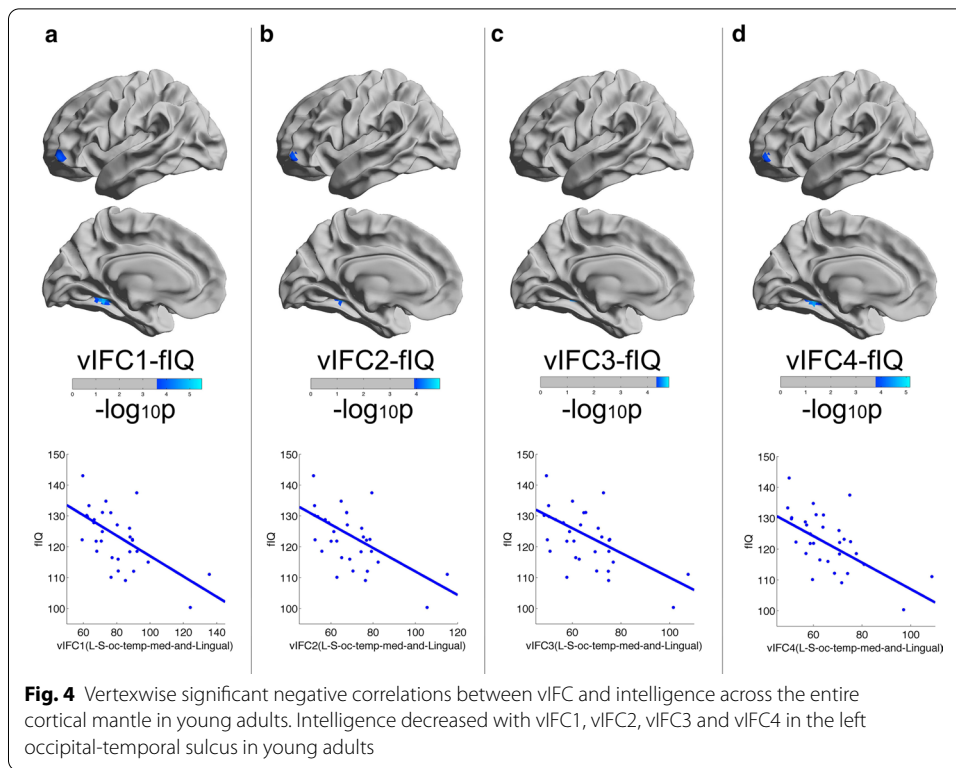 a
b
c
d
vIFC1-fIQ
vIFC2-fIQ
vIFC3-fIQ
vIFC4-fIQ
0 1 2 3 4 5
0 1 2 3 4
0 1 2 3 4
0 1 2 3 4 5
-log10p
-log10p
-log10p
-log10p
150
140
130
120
110
100
fIQ
60 80 100 120 140
vIFC1(L-S-oc-temp-med-and-Lingual)
150
140
130
120
110
100
fIQ
60 80 100 120
vIFC2(L-S-oc-temp-med-and-Lingual)
150
140
130
120
110
100
fIQ
60 80 100
vIFC3(L-S-oc-temp-med-and-Lingual)
150
140
130
120
110
100
fIQ
60 80 100
vIFC4(L-S-oc-temp-med-and-Lingual)
Fig. 4 Vertexwise significant negative correlations between vIFC and intelligence across the entire
cortical mantle in young adults. Intelligence decreased with vIFC1, vIFC2, vIFC3 and vIFC4 in the left
occipital-temporal sulcus in young adults